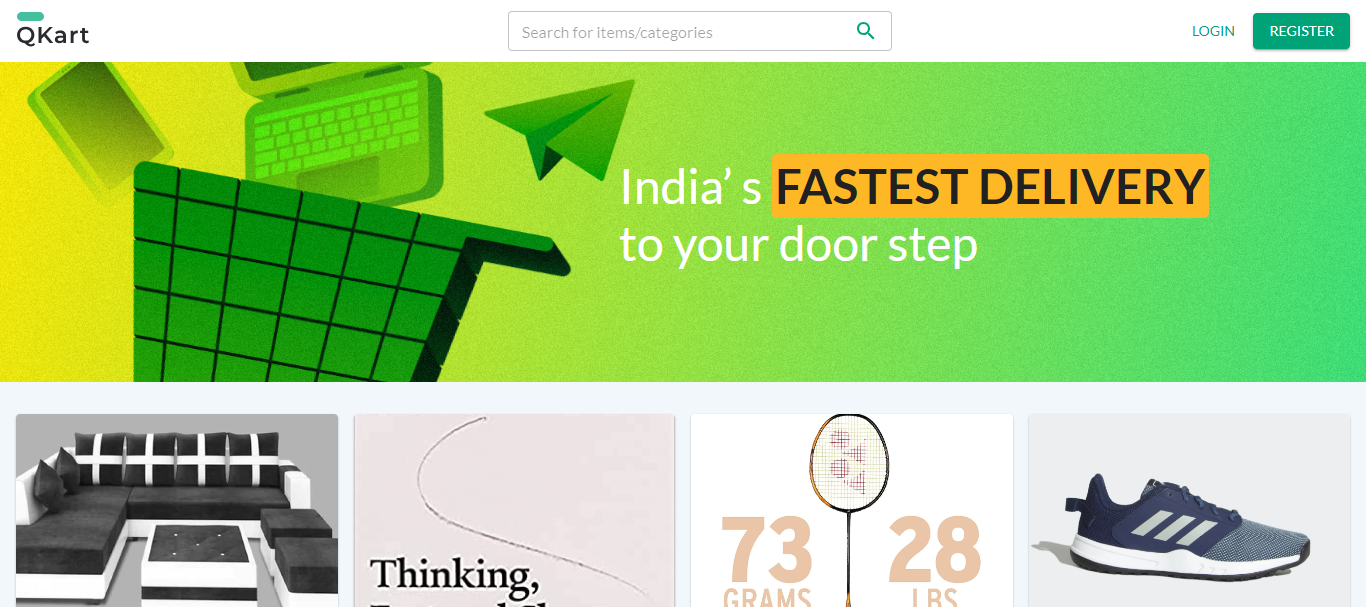 QKart
Search for items/categories
LOGIN
REGISTER
India’ s FASTEST DELIVERY
to your door step
Thinking,
73
GRAMS
28
LBS